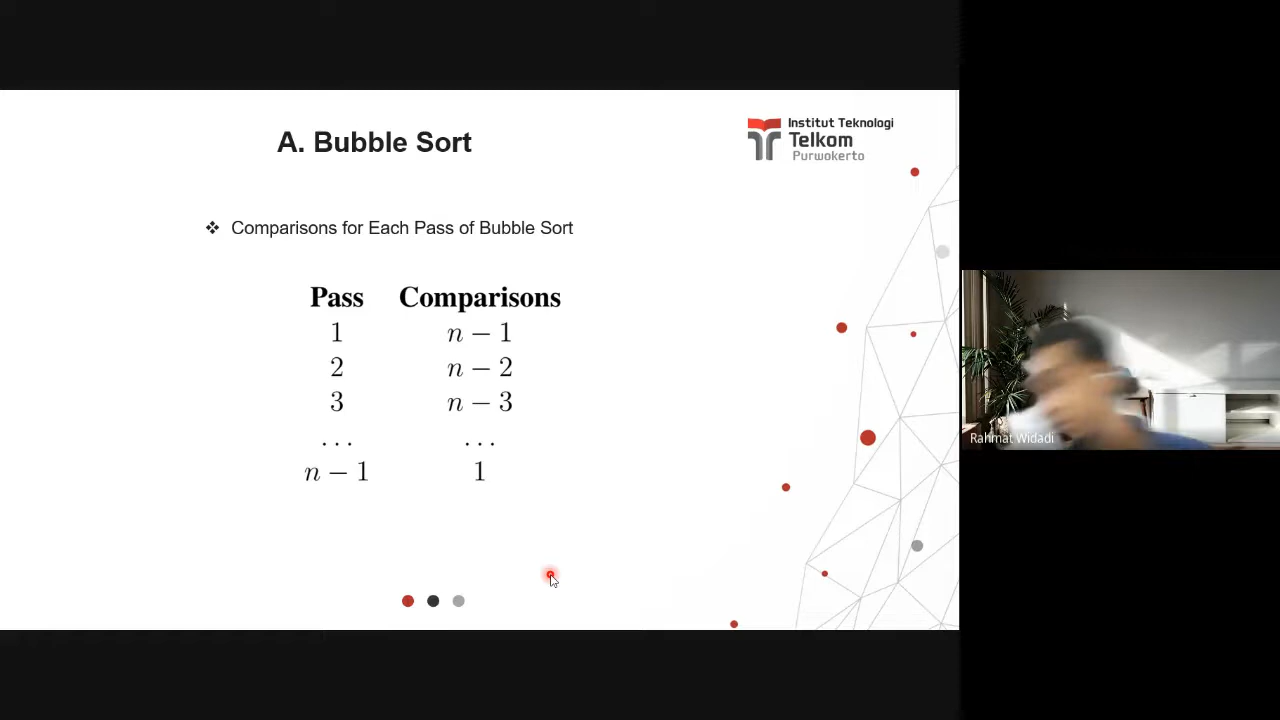 A. Bubble Sort
Institut Teknologi
Telkom
Purwokerto
❖ Comparisons for Each Pass of Bubble Sort
Pass Comparisons
1 n − 1
2 n − 2
3 n − 3
... ...
n − 1 1
Rahmat Widadi